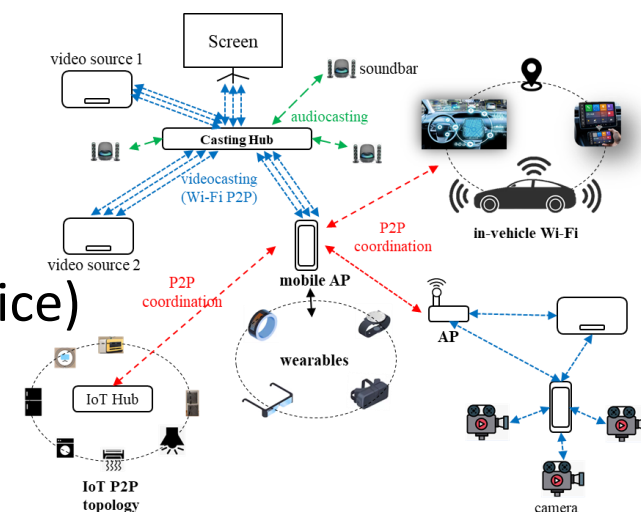 video source 1
Screen
soundbar
audiocasting
Casting Hub
videocasting
(Wi-Fi P2P)
video source 2
P2P
coordination
in-vehicle Wi-Fi
mobile AP
P2P
coordination
ice)
AP
wearables
IoT Hub
IoT P2P
topology
camera